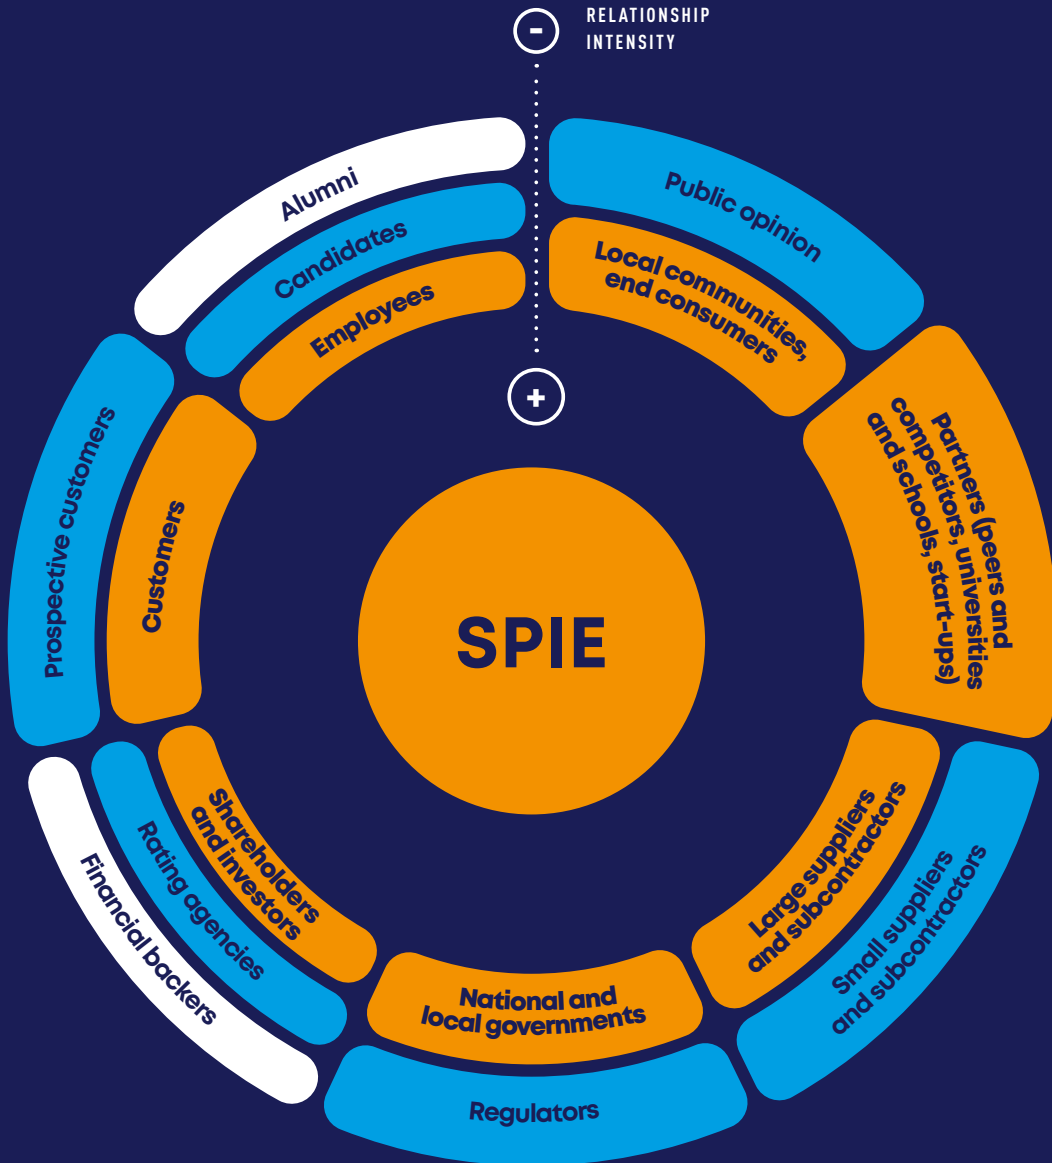 -
RELATIONSHIP
INTENSITY
Alumni
Candidates
Employees
+
Public opinion
Local communities,
end consumers
Partners (peers and
competitors, universities
and schools, start-ups)
Prospective customers
Customers
SPIE
Large suppliers
and subcontractors
Small suppliers
and subcontractors
Shareholders
and investors
Rating agencies
Financial backers
National and
local governments
Regulators